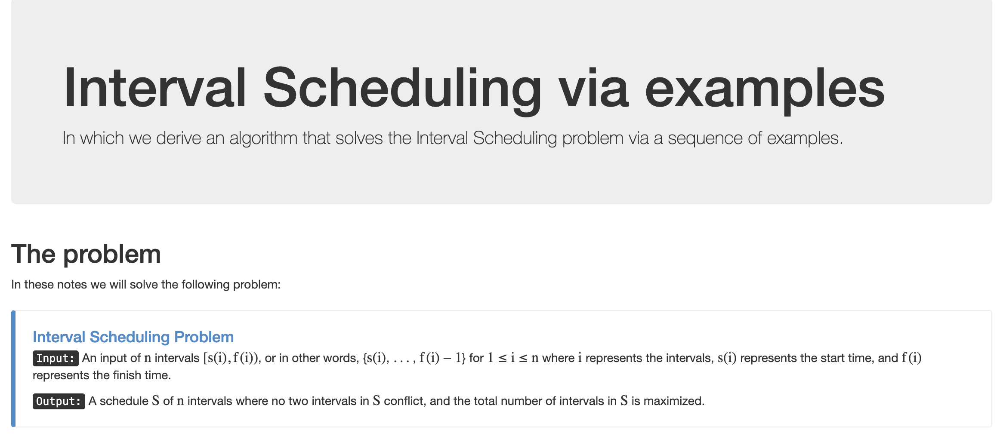 Interval Scheduling via examples
In which we derive an algorithm that solves the Interval Scheduling problem via a sequence of examples.
The problem
In these notes we will solve the following problem:
Interval Scheduling Problem
Input: An input of n intervals [s(i), f(i)), or in other words, {s(i), . . . , f(i) − 1} for 1 ≤ i ≤ n where i represents the intervals, s(i) represents the start time, and f(i)
represents the finish time.
Output: A schedule S of n intervals where no two intervals in S conflict, and the total number of intervals in S is maximized.